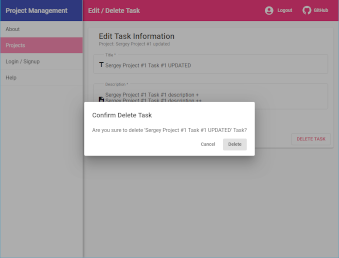 Project Management
Edit / Delete Task
Logout
GitHub
About
Projects
Login / Signup
Help
Edit Task Information
Project: Sergey Project #1 updated
Title *
Sergey Project #1 Task #1 UPDATED
Description *
Sergey Project #1 Task #1 description +
Sergey Project #1 Task #1 description ++
Confirm Delete Task
Are you sure to delete 'Sergey Project #1 Task #1 UPDATED' Task?
Cancel
Delete
DELETE TASK